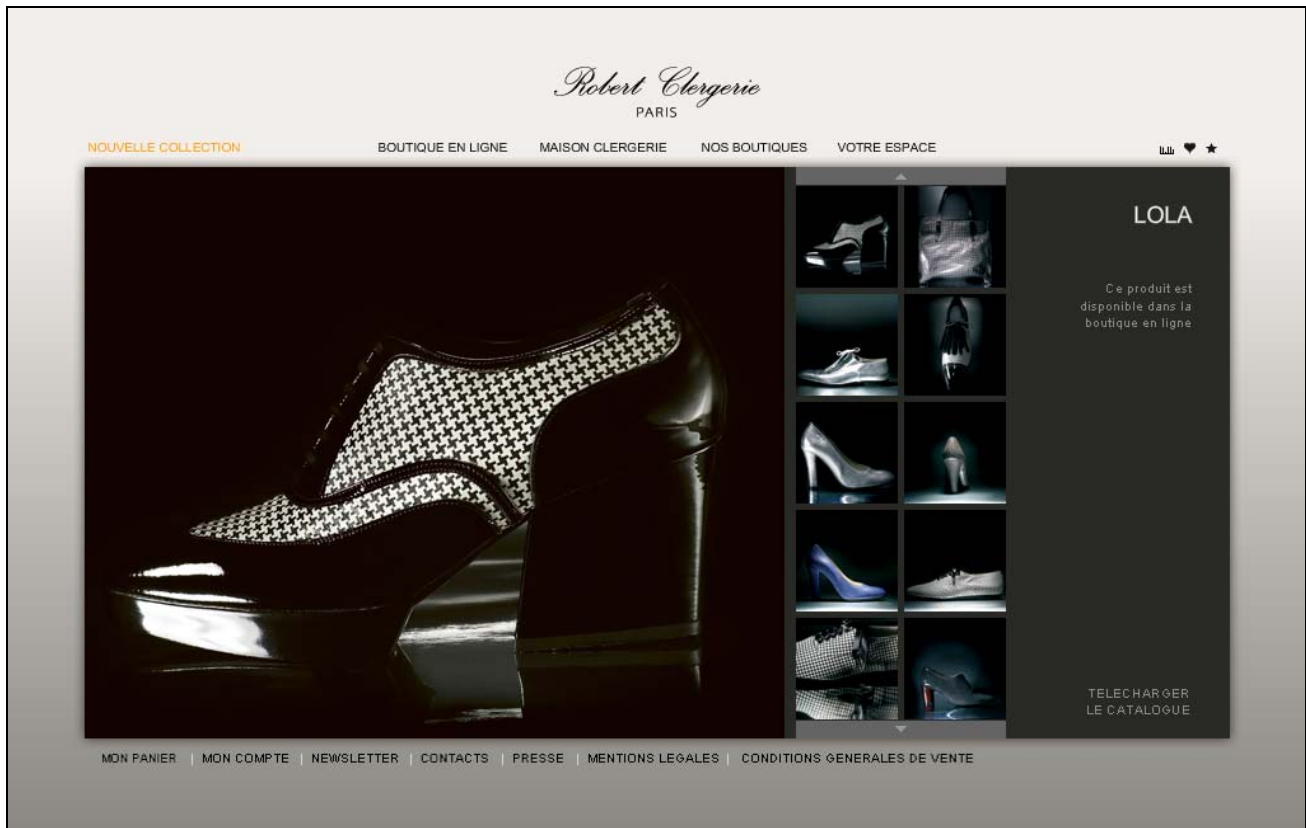 Robert Clergerie
PARIS
NOUVELLE COLLECTION BOUTIQUE EN LIGNE MAISON CLERGERIE NOS BOUTIQUES VOTRE ESPACE
LOLA
Ce produit est
disponible dans la
boutique en ligne
TELECHARGER
LE CATALOGUE
MON PANIER | MON COMPTE | NEWSLETTER | CONTACTS | PRESSE | MENTIONS LEGALES | CONDITIONS GENERALES DE VENTE